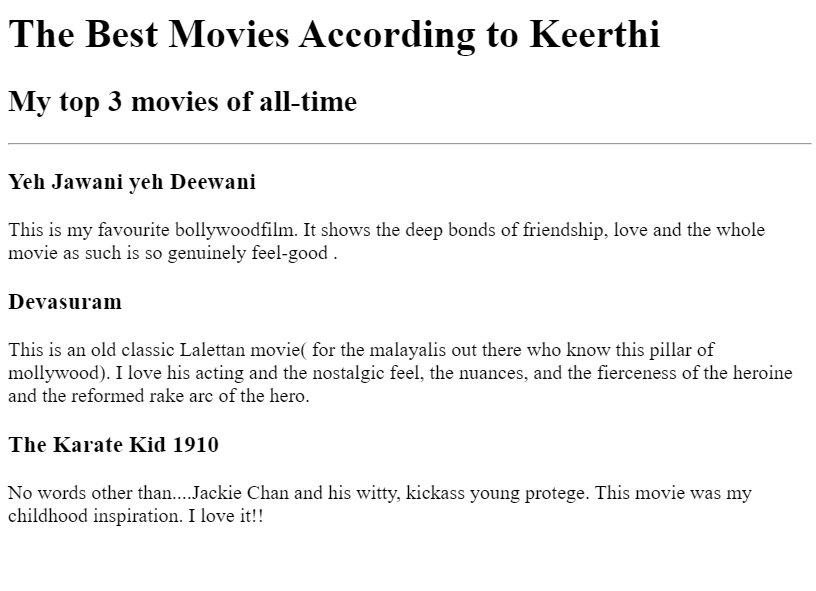 The Best Movies According to Keerthi
My top 3 movies of all-time
Yeh Jawani yeh Deewani
This is my favourite bollywoodfilm. It shows the deep bonds of friendship, love and the whole
movie as such is so genuinely feel-good .
Devasuram
This is an old classic Lalettan movie( for the malayalis out there who know this pillar of
mollywood). I love his acting and the nostalgic feel, the nuances, and the fierceness of the heroine
and the reformed rake arc of the hero.
The Karate Kid 1910
No words other than....Jackie Chan and his witty, kickass young protege. This movie was my
childhood inspiration. I love it!!